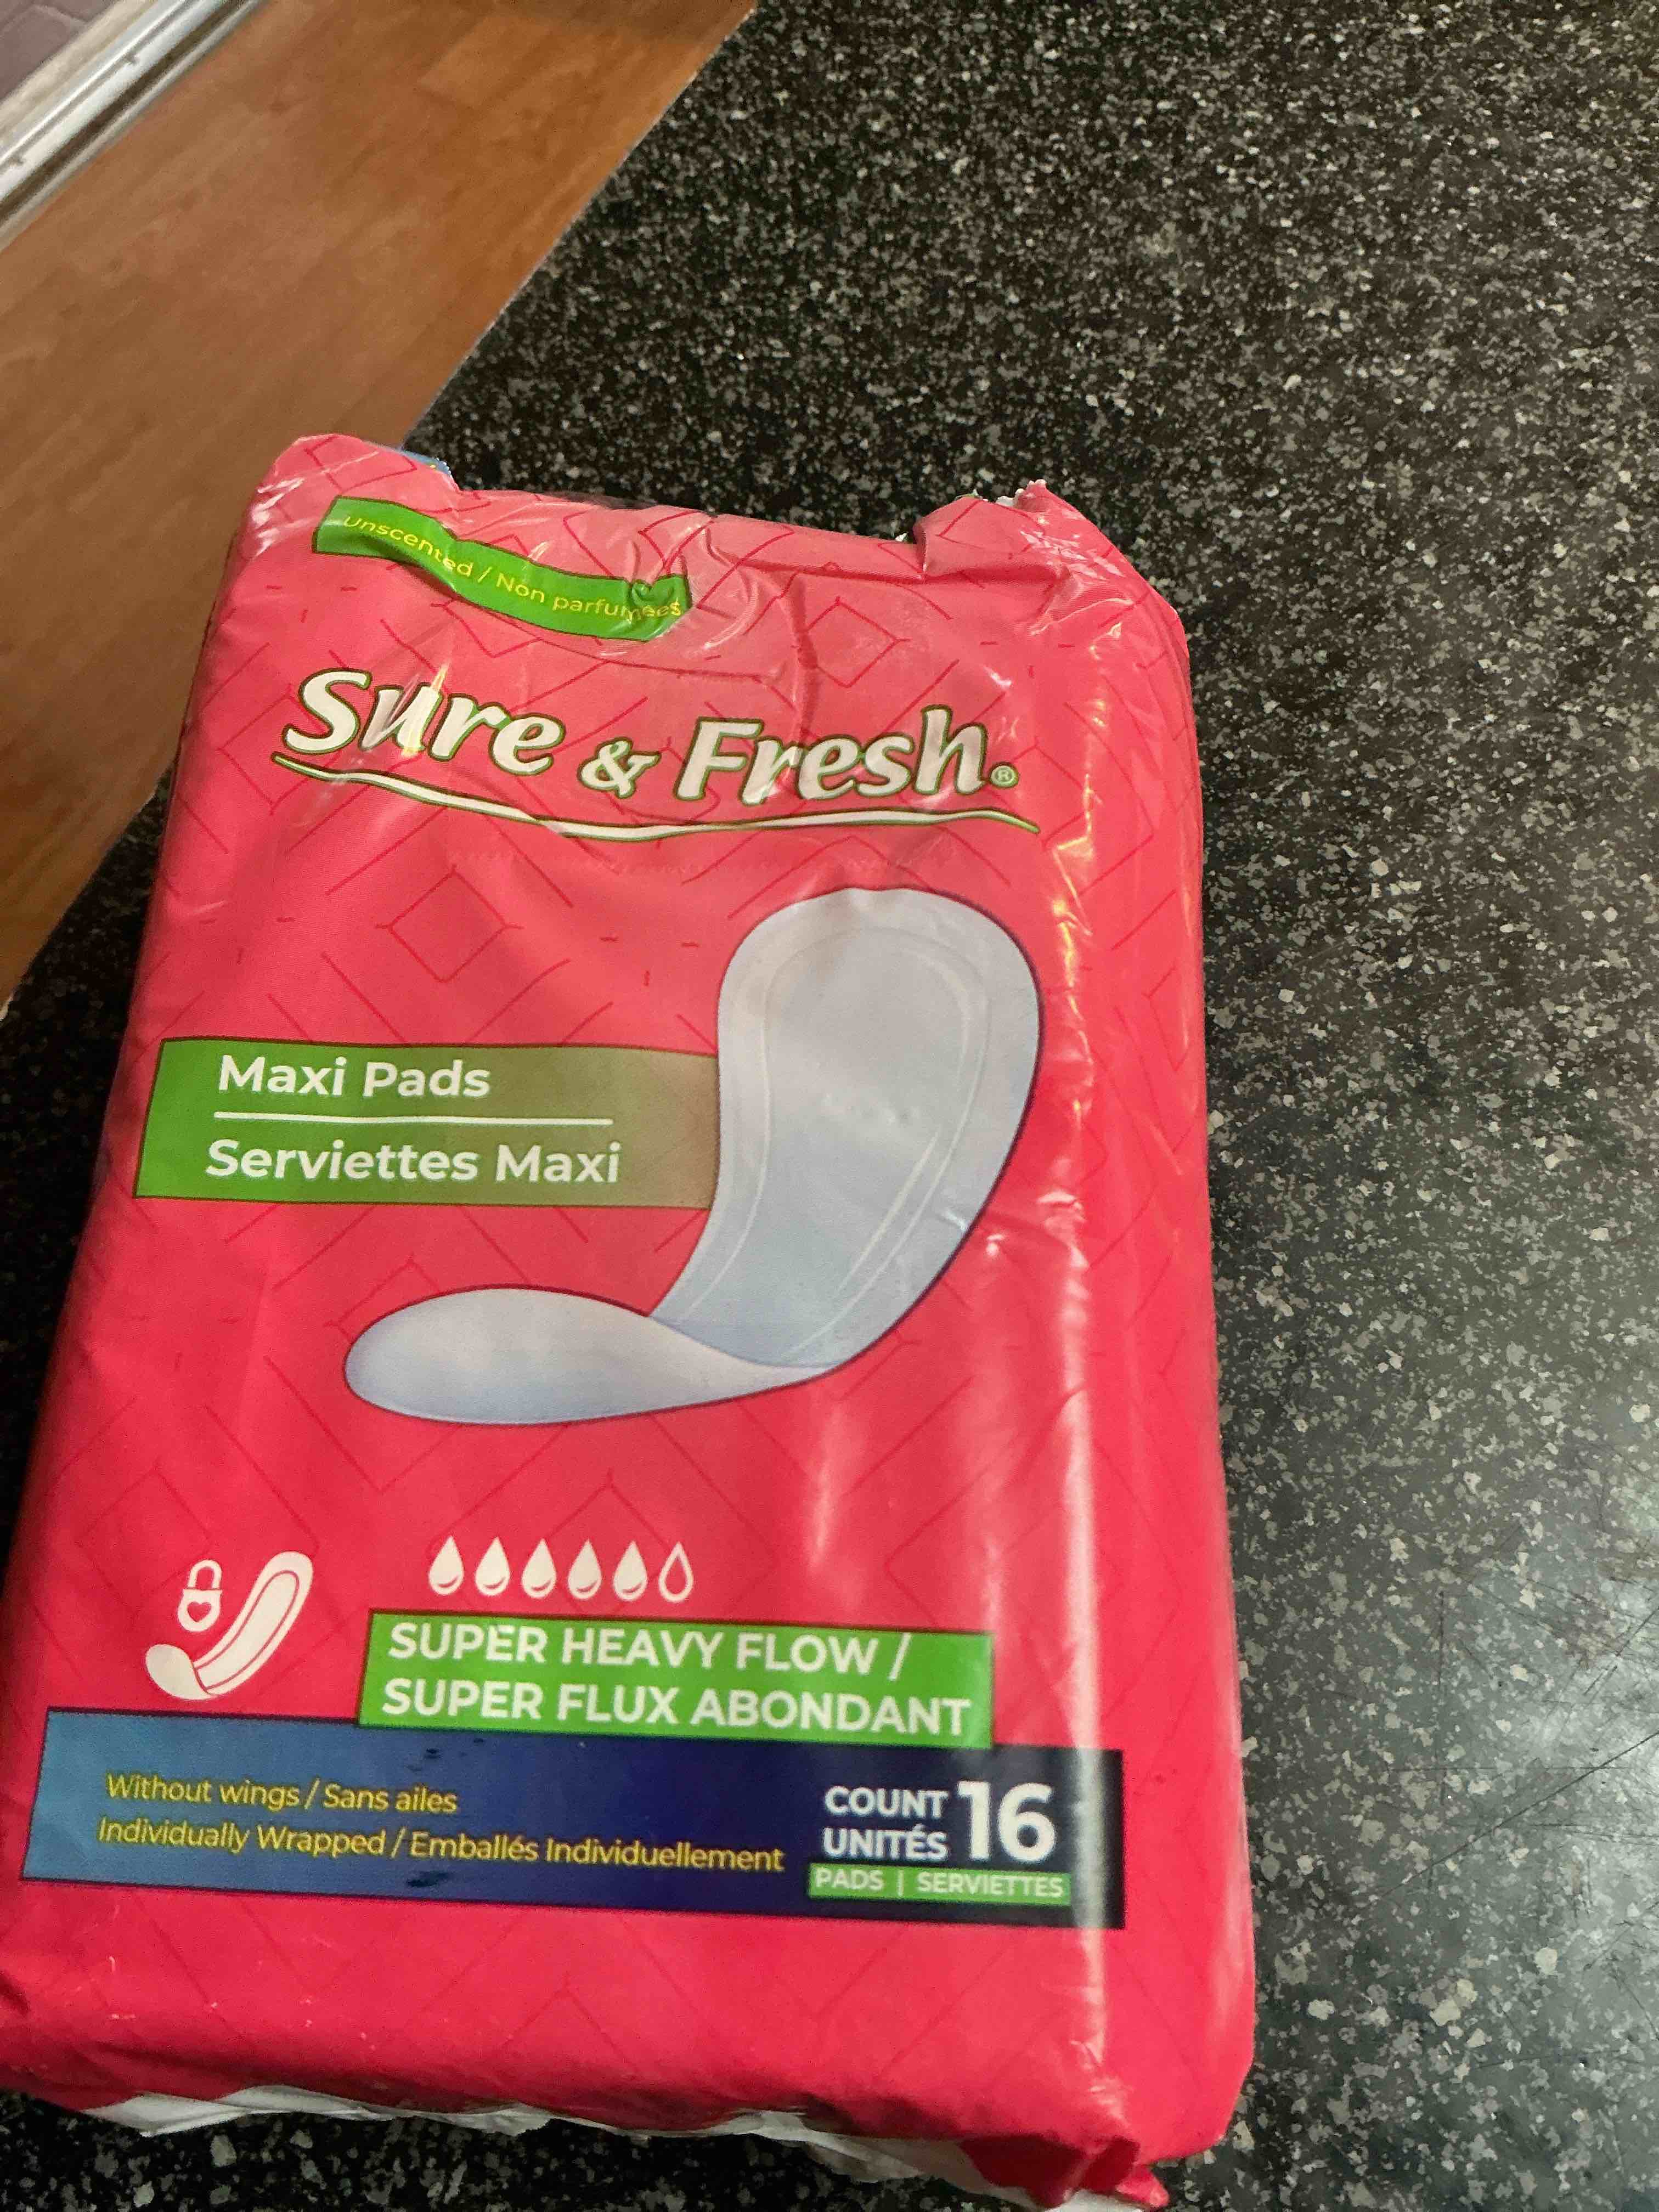 Unscented / Non parfumées
Sure & Fresh®
Maxi Pads
Serviettes Maxi
SUPER HEAVY FLOW /
SUPER FLUX ABONDANT
Without wings / Sans ailes
Individually Wrapped / Emballés Individuellement
COUNT 16
UNITÉS
PADS | SERVIETTES